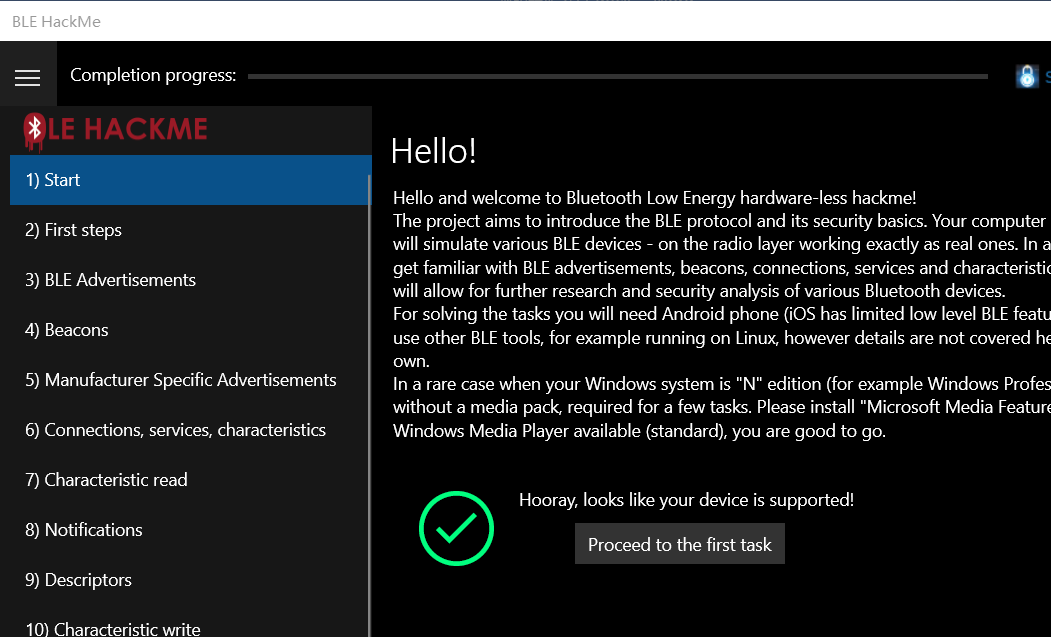 BLE HackMe
Completion progress:
BLE HACKME
1) Start
2) First steps
3) BLE Advertisements
4) Beacons
5) Manufacturer Specific Advertisements
6) Connections, services, characteristics
7) Characteristic read
8) Notifications
9) Descriptors
10) Characteristic write
Hello!
Hello and welcome to Bluetooth Low Energy hardware-less hackme!
The project aims to introduce the BLE protocol and its security basics. Your computer
will simulate various BLE devices - on the radio layer working exactly as real ones. In a
get familiar with BLE advertisements, beacons, connections, services and characteristic
will allow for further research and security analysis of various Bluetooth devices.
For solving the tasks you will need Android phone (iOS has limited low level BLE featu
use other BLE tools, for example running on Linux, however details are not covered he
own.
In a rare case when your Windows system is "N" edition (for example Windows Profes
without a media pack, required for a few tasks. Please install "Microsoft Media Feature
Windows Media Player available (standard), you are good to go.
Hooray, looks like your device is supported!
Proceed to the first task